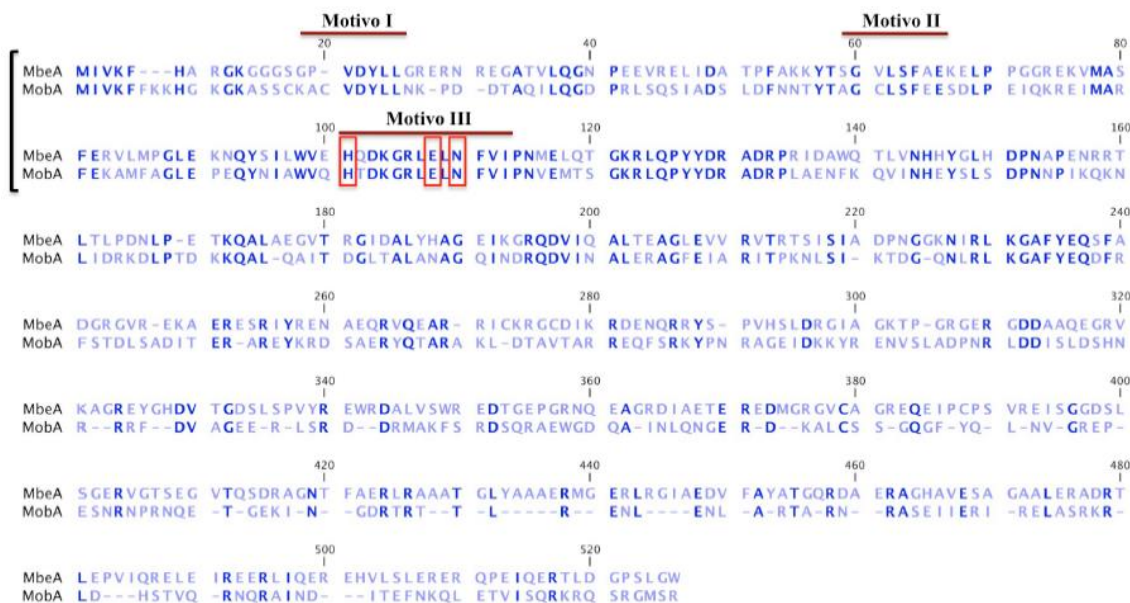 Motivo I Motivo II
20 40 60 80
MbeA MIVKF---HA RGKGGGSGP- VDYLLGRERN REGATVLQGN PEEVRELIDA TPFAKKYTSG VLSFAEKELP PGGREKVMAS
MobA MIVKFFKKHG KGKASSCKAC VDYLLNK-PD -DTAQILQGD PRLSQSIADS LDFNNTYTAG CLSFEESDLP EIQKREIMAR
Motivo III
100 120 140 160
MbeA FERVLMPGLE KNQYSILWVE HQDKGRLELN FVIPNMELQT GKRLQPYYDR ADRPRIDAWQ TLVNHHYGLH DPNAPENRRT
MobA FEKAMFAGLE PEQYNIAWVQ HTDKGRLELN FVIPNVEMTS GKRLQPYYDR ADRPLAENFK QVINHEYSLS DPNNPIKQKN
180 200 220 240
MbeA LTLPDNLP-E TKQALAEGVT RGIDALYHAG EIKGRQDVIQ ALTEAGLEVV RVTRTSISIA DPNGGKNIRL KGAFYEQSFA
MobA LIDRKDLPTD KKQAL-QAIT DGLTALANAG QINDRQDVIN ALERAGFEIA RITPKNLSI- KTDG-QNLRL KGAFYEQDFR
260 280 300 320
MbeA DGRGVR-EKA ERESRIYREN AEQRVQEAR- RICKRGCDIK RDENQRRYS- PVHSLDRGIA GKTP-GRGER GDDAAQEGRV
MobA FSTDLSADIT ER-AREYKRD SAERYQTARA KL-DTAVTAR REQFSRKYPN RAGEIDKKYR ENVSLADPNR LDDISLDSHN
340 360 380 400
MbeA KAGREYGHDV TGDSLSPVYR EWRDALVSWR EDTGEPGRNQ EAGRDIAETE REDMGRGVCA GREQEIPCPS VREISGGDSL
MobA R--RRF--DV AGEE-R-LSR D--DRMAKFS RDSQRAEWGD QA-INLQNGE R-D--KALCS S-GQGF-YQ- L-NV-GREP-
420 440 460 480
MbeA SGERVGTSEG VTQSDRAGNT FAERLRAAAT GLYAAAERMG ERLRGIAEDV FAYATGQRDA ERAGHAVESA GAALERADRT
MobA ESNRNPRNQE -T-GEKI-N- -GDRTRT--T -L-----R-- ENL----ENL -A-RTA-RN- -RASEIIERI -RELASRKR-
500 520
MbeA LEPVIQRELE IREERLIQER EHVLSLERER QPEIQERTLD GPSLGW
MobA LD---HSTVQ -RNQRAIND- --ITEFNKQL ETVISQRKRQ SRGMSR